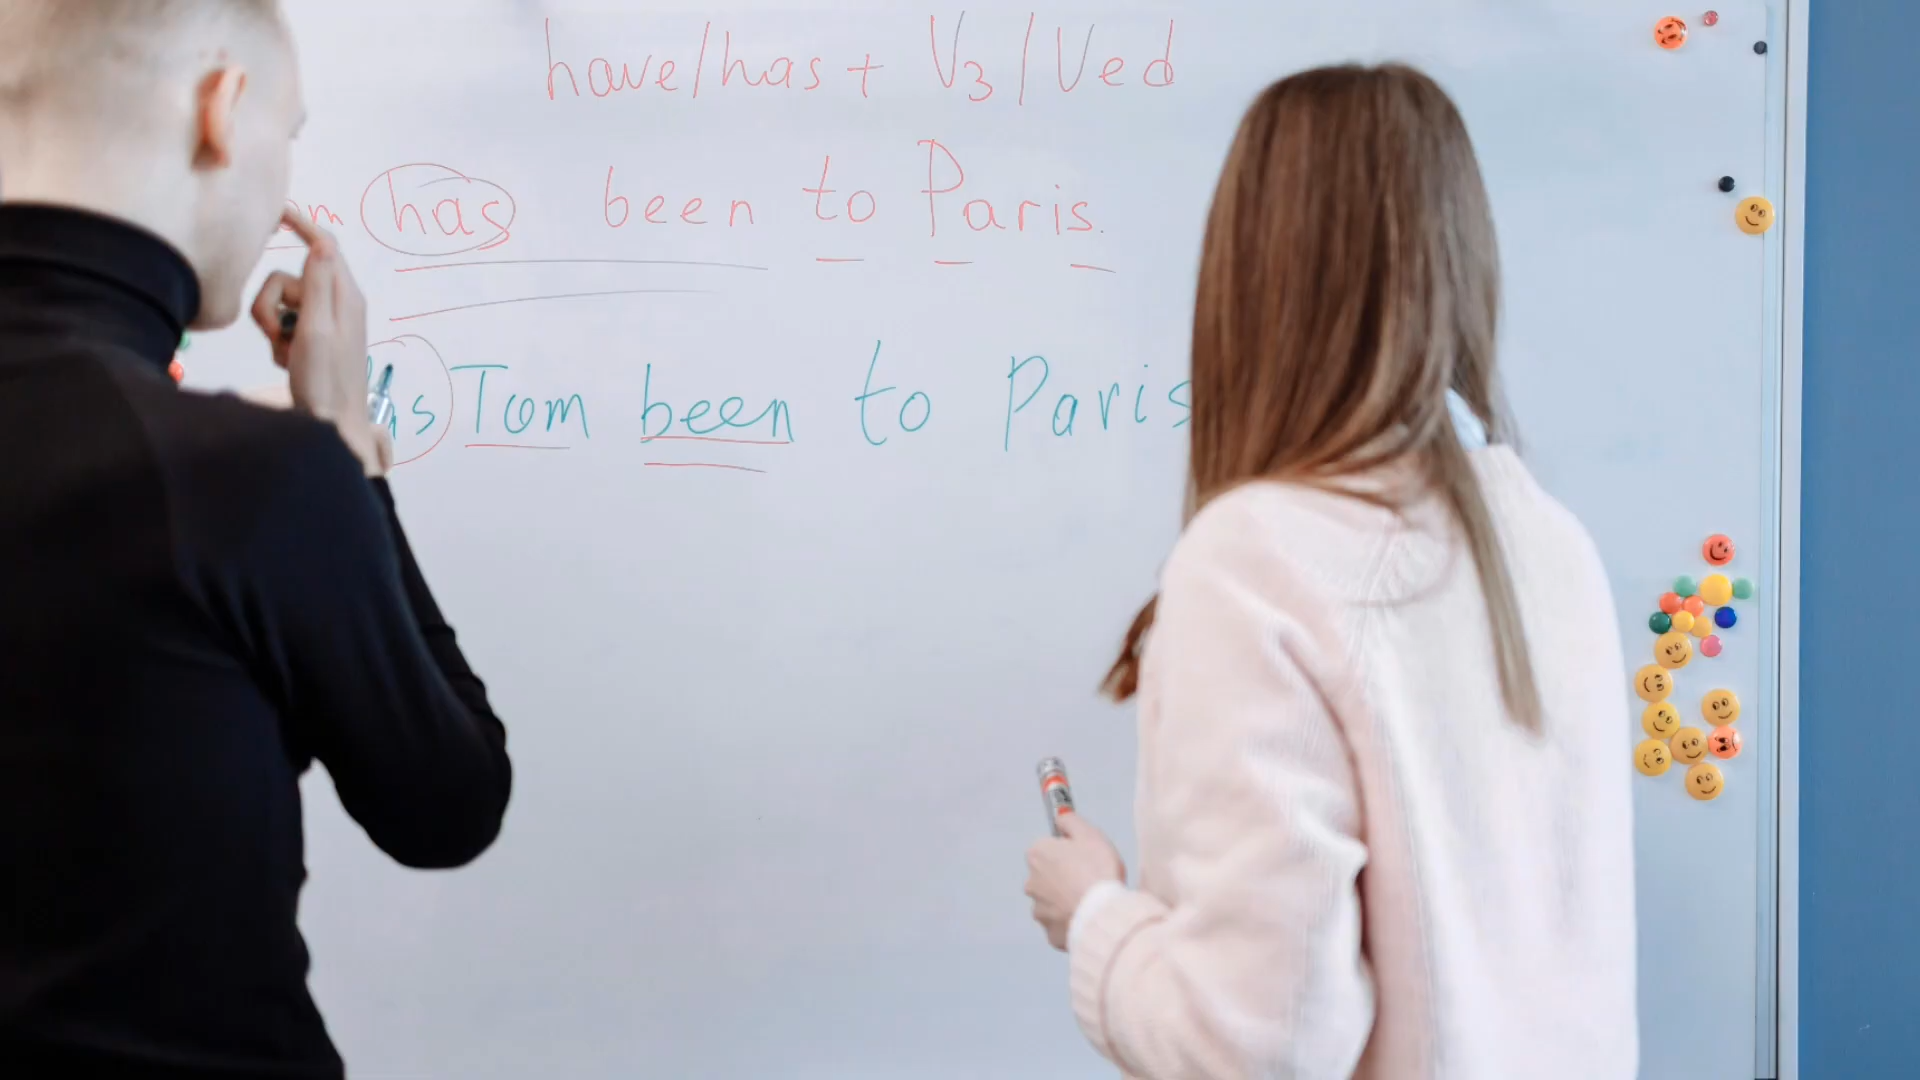 have/has + V3/Ved
has been to Paris.
Tom been to Paris